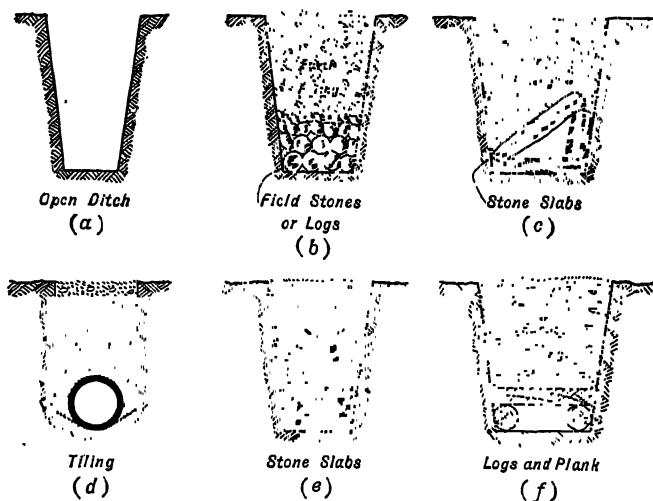 Open Ditch
(a)
Field Stones
or Logs
(b)
Stone Slabs
(c)
Tiling
(d)
Stone Slabs
(e)
Logs and Plank
(f)